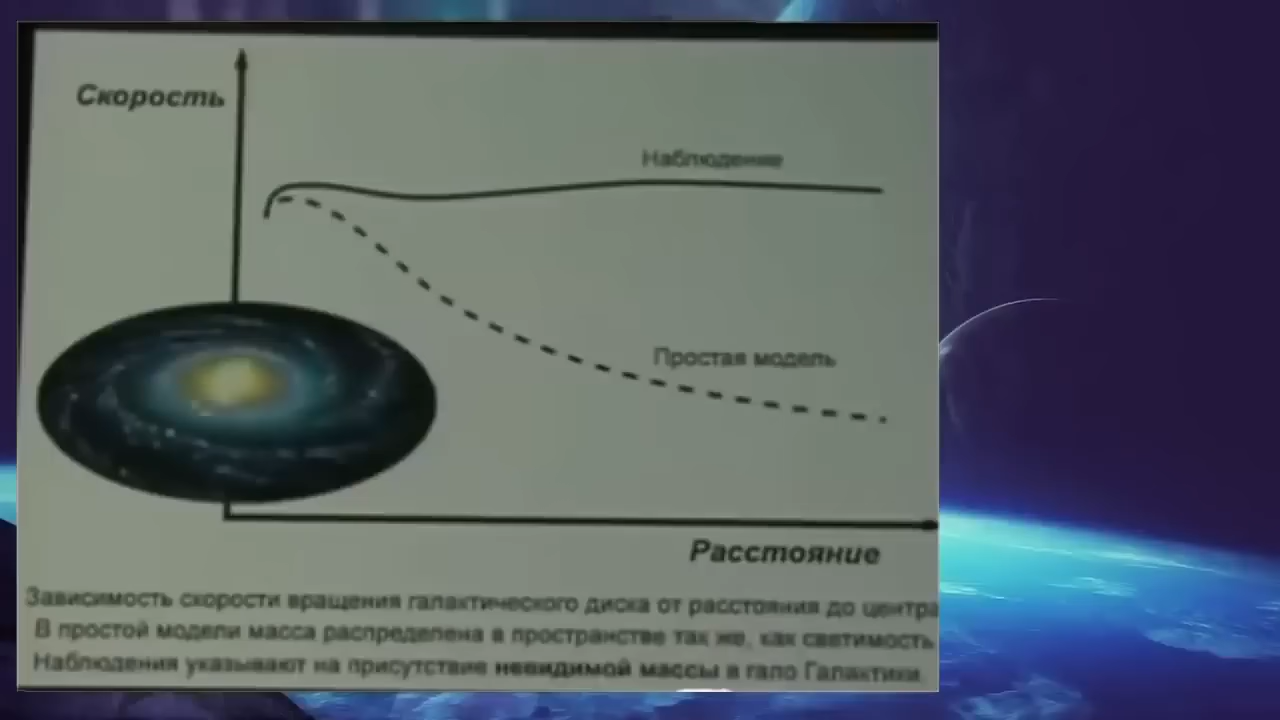 Скорость
Наблюдение
Простая модель
Расстояние
Зависимость скорости вращения галактического диска от расстояния до центра
В простой модели масса распределена в пространстве так же, как светимость.
Наблюдения указывают на присутствие невидимой массы в гало Галактики.